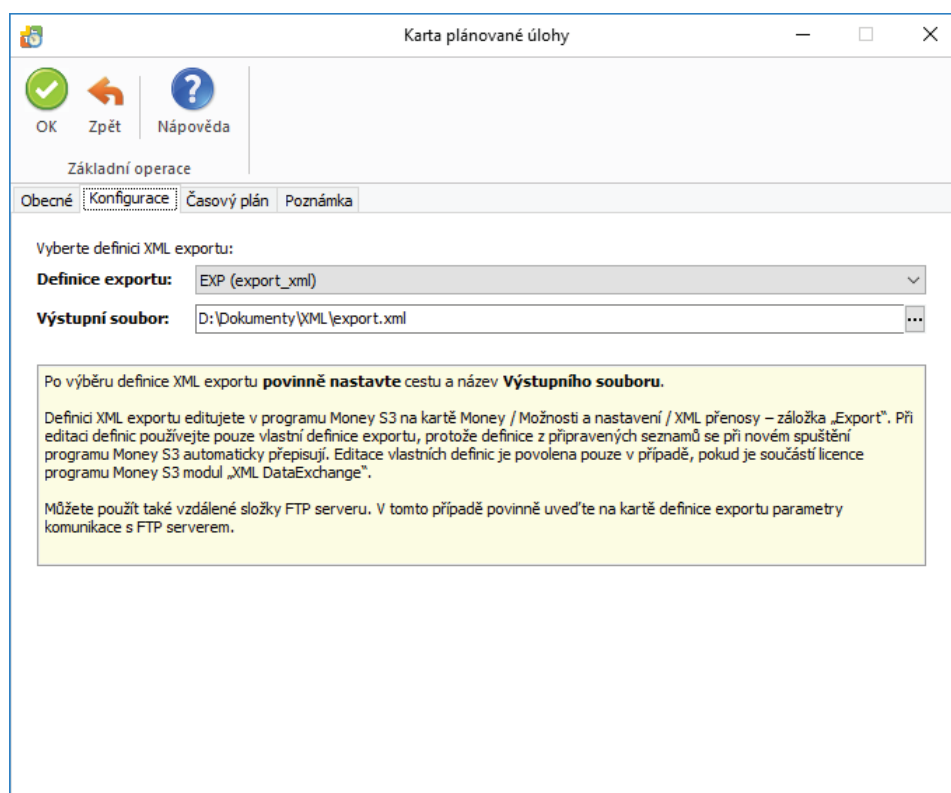 Karta plánované úlohy
OK
Zpět
Nápověda
Základní operace
Obecné
Konfigurace
Časový plán
Poznámka
Vyberte definici XML exportu:
Definice exportu:
EXP (export_xml)
Výstupní soubor:
D:\Dokumenty\XML\export.xml
...
Po výběru definice XML exportu povinně nastavte cestu a název Výstupního souboru.
Definici XML exportu editujete v programu Money S3 na kartě Money / Možnosti a nastavení / XML přenosy – záložka „Export“. Při
editaci definic používejte pouze vlastní definice exportu, protože definice z připravených seznamů se při novém spuštění
programu Money S3 automaticky přepisují. Editace vlastních definic je povolena pouze v případě, pokud je součástí licence
programu Money S3 modul „XML DataExchange“.
Můžete použít také vzdálené složky FTP serveru. V tomto případě povinně uveďte na kartě definice exportu parametry
komunikace s FTP serverem.